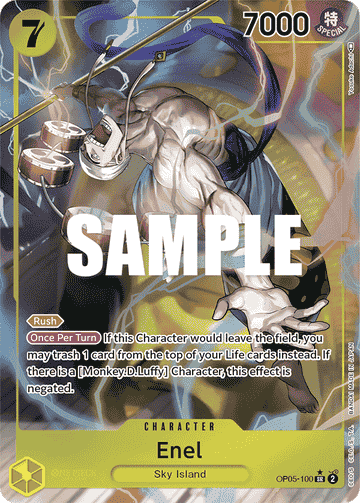 7
7000
特
SPECIAL
SAMPLE
Rush
Once Per Turn If this Character would leave the field, you
may trash 1 card from the top of your Life cards instead. If
there is a [Monkey.D.Luffy] Character, this effect is
negated.
CHARACTER
Enel
Sky Island
OP05-100 SR 2